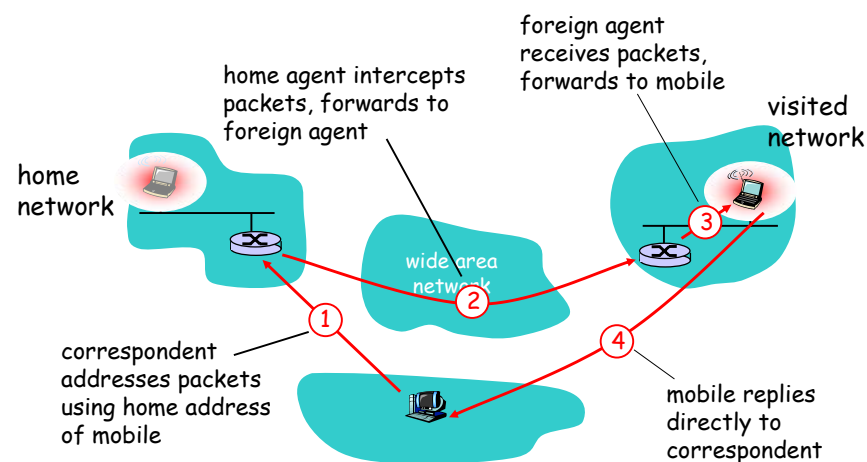 foreign agent
receives packets,
forwards to mobile
home agent intercepts
packets, forwards to
foreign agent
visited
network
home
network
3
wide area
network
2
1
4
correspondent
addresses packets
using home address
of mobile
mobile replies
directly to
correspondent